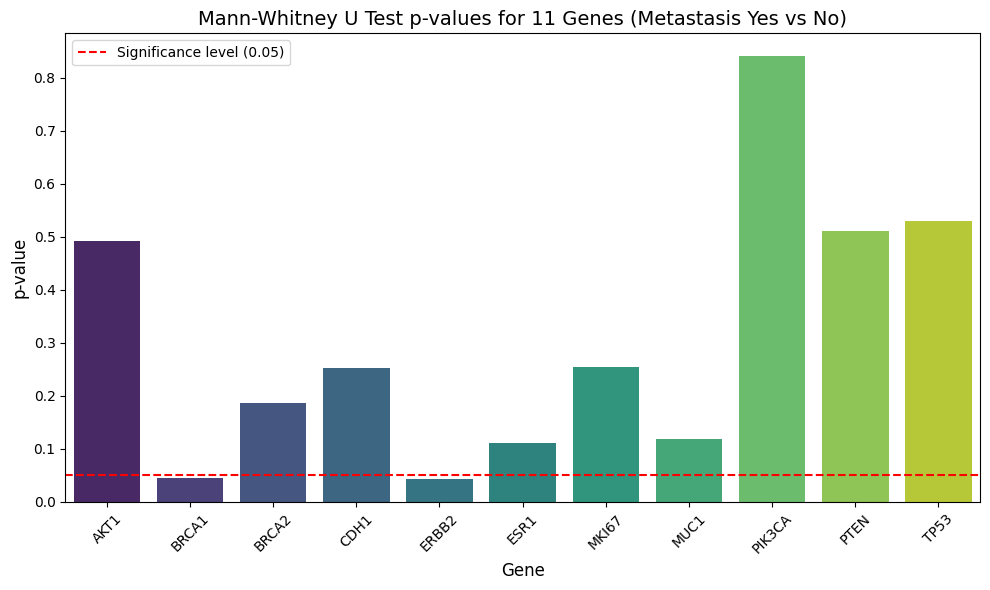 Mann-Whitney U Test p-values for 11 Genes (Metastasis Yes vs No)
Significance level (0.05)
0.8
0.7
0.6
0.5
0.4
0.3
0.2
0.1
0.0
p-value
AKT1 BRCA1 BRCA2 CDH1 ERBB2 ESR1 MKI67 MUC1 PIK3CA PTEN TP53
Gene